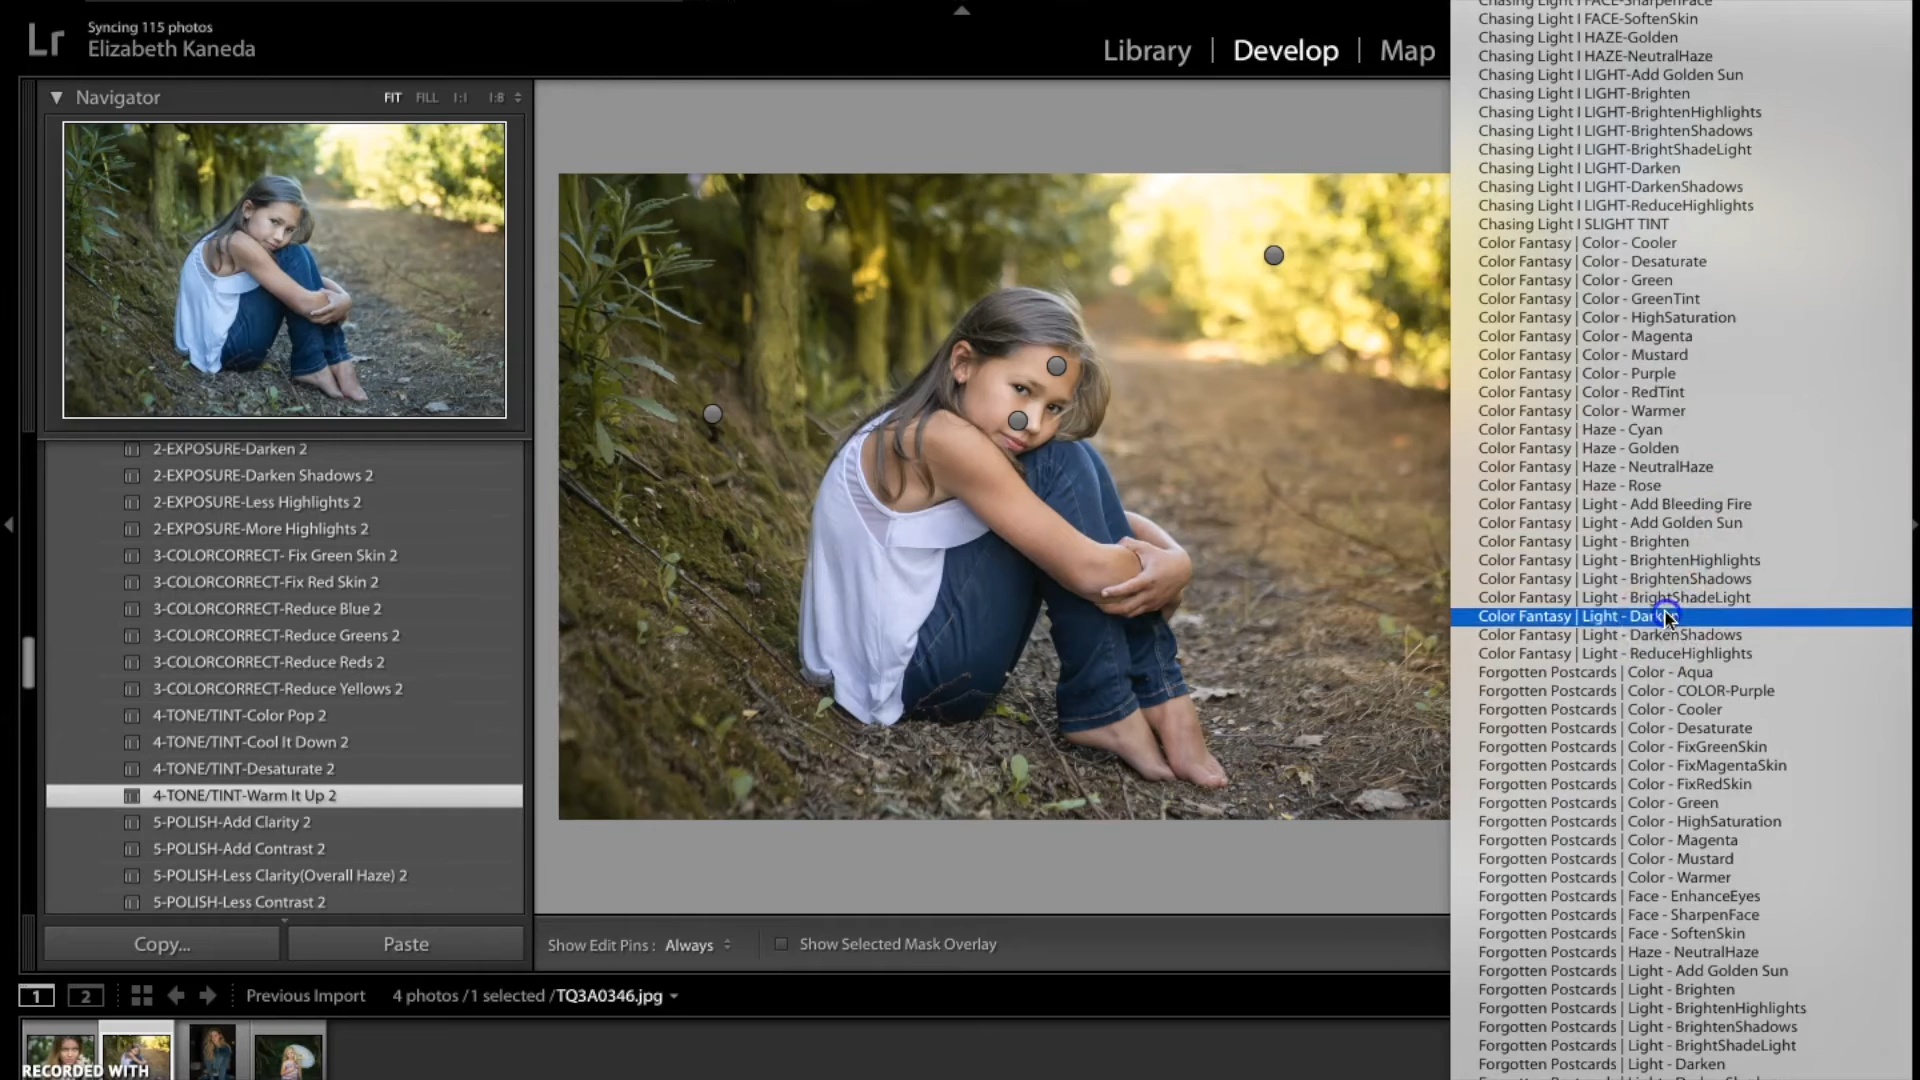 Lr
Syncing 115 photos
Elizabeth Kaneda
Library | Develop | Map
Navigator
FIT FILL 1:1 1:8
2-EXPOSURE-Darken 2
2-EXPOSURE-Darken Shadows 2
2-EXPOSURE-Less Highlights 2
2-EXPOSURE-More Highlights 2
3-COLORCORRECT- Fix Green Skin 2
3-COLORCORRECT-Fix Red Skin 2
3-COLORCORRECT-Reduce Blue 2
3-COLORCORRECT-Reduce Greens 2
3-COLORCORRECT-Reduce Reds 2
3-COLORCORRECT-Reduce Yellows 2
4-TONE/TINT-Color Pop 2
4-TONE/TINT-Cool It Down 2
4-TONE/TINT-Desaturate 2
4-TONE/TINT-Warm It Up 2
5-POLISH-Add Clarity 2
5-POLISH-Add Contrast 2
5-POLISH-Less Clarity(Overall Haze) 2
5-POLISH-Less Contrast 2
Copy... Paste
Show Edit Pins : Always
Show Selected Mask Overlay
1 2 Previous Import 4 photos /1 selected /TQ3A0346.jpg
RECORDED WITH
Chasing Light I FACE-SharpenFace
Chasing Light I FACE-SoftenSkin
Chasing Light I HAZE-Golden
Chasing Light I HAZE-NeutralHaze
Chasing Light I LIGHT-Add Golden Sun
Chasing Light I LIGHT-Brighten
Chasing Light I LIGHT-BrightenHighlights
Chasing Light I LIGHT-BrightenShadows
Chasing Light I LIGHT-BrightShadeLight
Chasing Light I LIGHT-Darken
Chasing Light I LIGHT-DarkenShadows
Chasing Light I LIGHT-ReduceHighlights
Chasing Light I SLIGHT TINT
Color Fantasy | Color - Cooler
Color Fantasy | Color - Desaturate
Color Fantasy | Color - Green
Color Fantasy | Color - GreenTint
Color Fantasy | Color - HighSaturation
Color Fantasy | Color - Magenta
Color Fantasy | Color - Mustard
Color Fantasy | Color - Purple
Color Fantasy | Color - RedTint
Color Fantasy | Color - Warmer
Color Fantasy | Haze - Cyan
Color Fantasy | Haze - Golden
Color Fantasy | Haze - NeutralHaze
Color Fantasy | Haze - Rose
Color Fantasy | Light - Add Bleeding Fire
Color Fantasy | Light - Add Golden Sun
Color Fantasy | Light - Brighten
Color Fantasy | Light - BrightenHighlights
Color Fantasy | Light - BrightenShadows
Color Fantasy | Light - BrightShadeLight
Color Fantasy | Light - Darken
Color Fantasy | Light - DarkenShadows
Color Fantasy | Light - ReduceHighlights
Forgotten Postcards | Color - Aqua
Forgotten Postcards | Color - COLOR-Purple
Forgotten Postcards | Color - Cooler
Forgotten Postcards | Color - Desaturate
Forgotten Postcards | Color - FixGreenSkin
Forgotten Postcards | Color - FixMagentaSkin
Forgotten Postcards | Color - FixRedSkin
Forgotten Postcards | Color - Green
Forgotten Postcards | Color - HighSaturation
Forgotten Postcards | Color - Magenta
Forgotten Postcards | Color - Mustard
Forgotten Postcards | Color - Warmer
Forgotten Postcards | Face - EnhanceEyes
Forgotten Postcards | Face - SharpenFace
Forgotten Postcards | Face - SoftenSkin
Forgotten Postcards | Haze - NeutralHaze
Forgotten Postcards | Light - Add Golden Sun
Forgotten Postcards | Light - Brighten
Forgotten Postcards | Light - BrightenHighlights
Forgotten Postcards | Light - BrightenShadows
Forgotten Postcards | Light - BrightShadeLight
Forgotten Postcards | Light - Darken